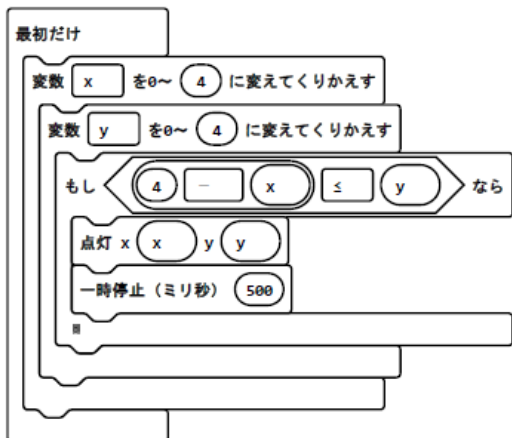 最初だけ
変数 x を0～ 4 に変えてくりかえす
変数 y を0～ 4 に変えてくりかえす
もし 4 － x ≤ y なら
点灯 x x y y
一時停止（ミリ秒） 500